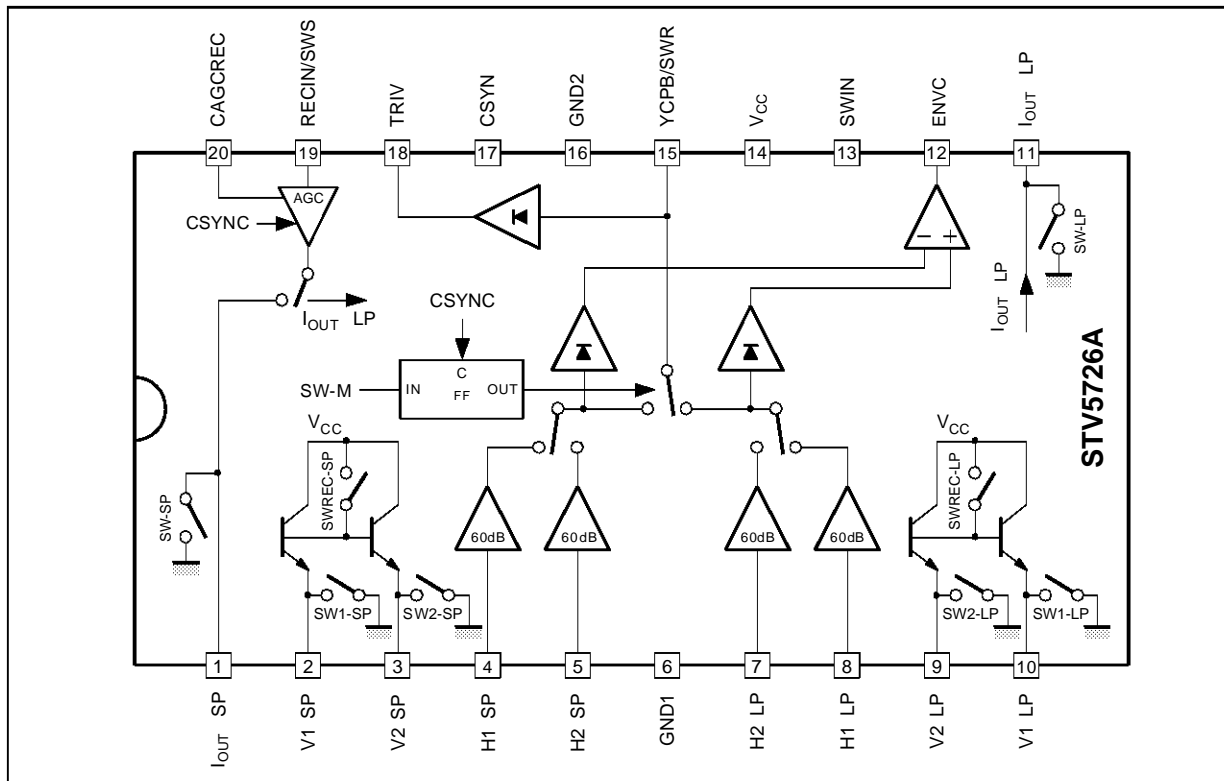 CAGCREC
RECIN/SWS
TRIV
CSYN
GND2
YCPB/SWR
VCC
SWIN
ENVC
IOUT LP
20
19
18
17
16
15
14
13
12
11
AGC
CSYNC
SW-LP
IOUT LP
IOUT LP
CSYNC
C
SW-M
IN
FF
OUT
STV5726A
VCC
VCC
SW-SP
SWREC-SP
SWREC-LP
60dB
60dB
60dB
60dB
SW1-SP
SW2-SP
SW2-LP
SW1-LP
1
2
3
4
5
6
7
8
9
10
IOUT SP
V1 SP
V2 SP
H1 SP
H2 SP
GND1
H2 LP
H1 LP
V2 LP
V1 LP